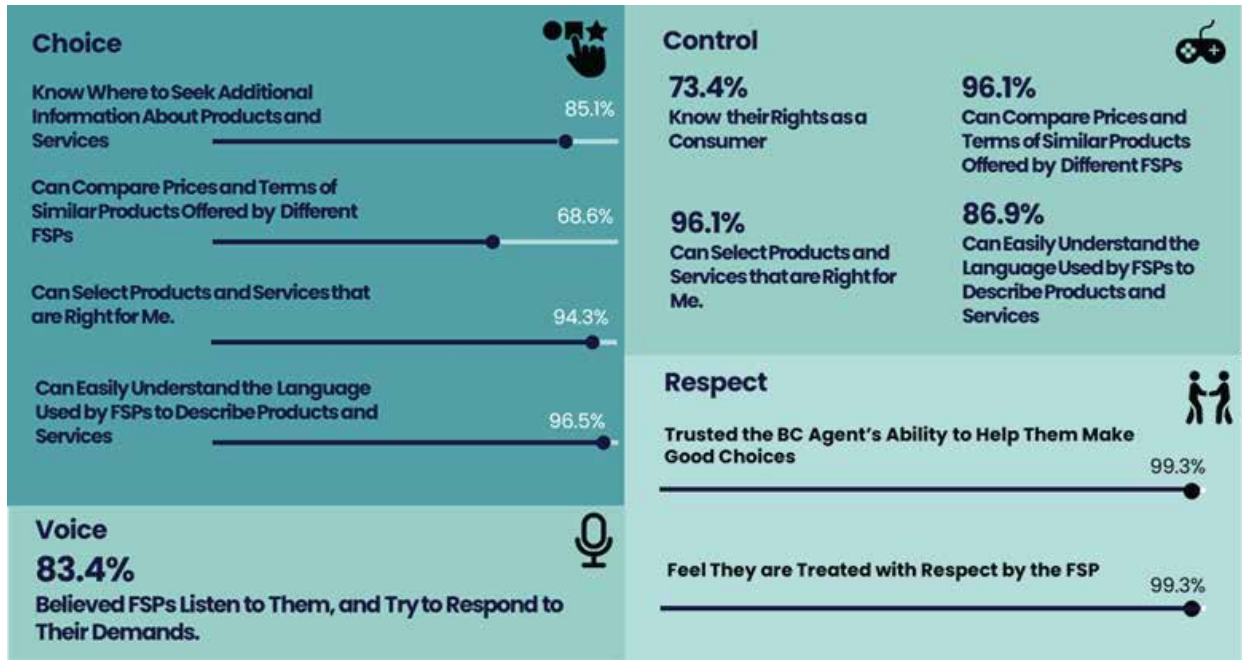 Choice
Know Where to Seek Additional
Information About Products and
Services
85.1%
Can Compare Prices and Terms of
Similar Products Offered by Different
FSPs
68.6%
Can Select Products and Services that
are Right for Me.
94.3%
Can Easily Understand the Language
Used by FSPs to Describe Products and
Services
96.5%
Voice
83.4%
Believed FSPs Listen to Them, and Try to Respond to
Their Demands.
Control
73.4%
Know their Rights as a
Consumer
96.1%
Can Compare Prices and
Terms of Similar Products
Offered by Different FSPs
96.1%
Can Select Products and
Services that are Right for
Me.
86.9%
Can Easily Understand the
Language Used by FSPs to
Describe Products and
Services
Respect
Trusted the BC Agent's Ability to Help Them Make
Good Choices
99.3%
Feel They are Treated with Respect by the FSP
99.3%